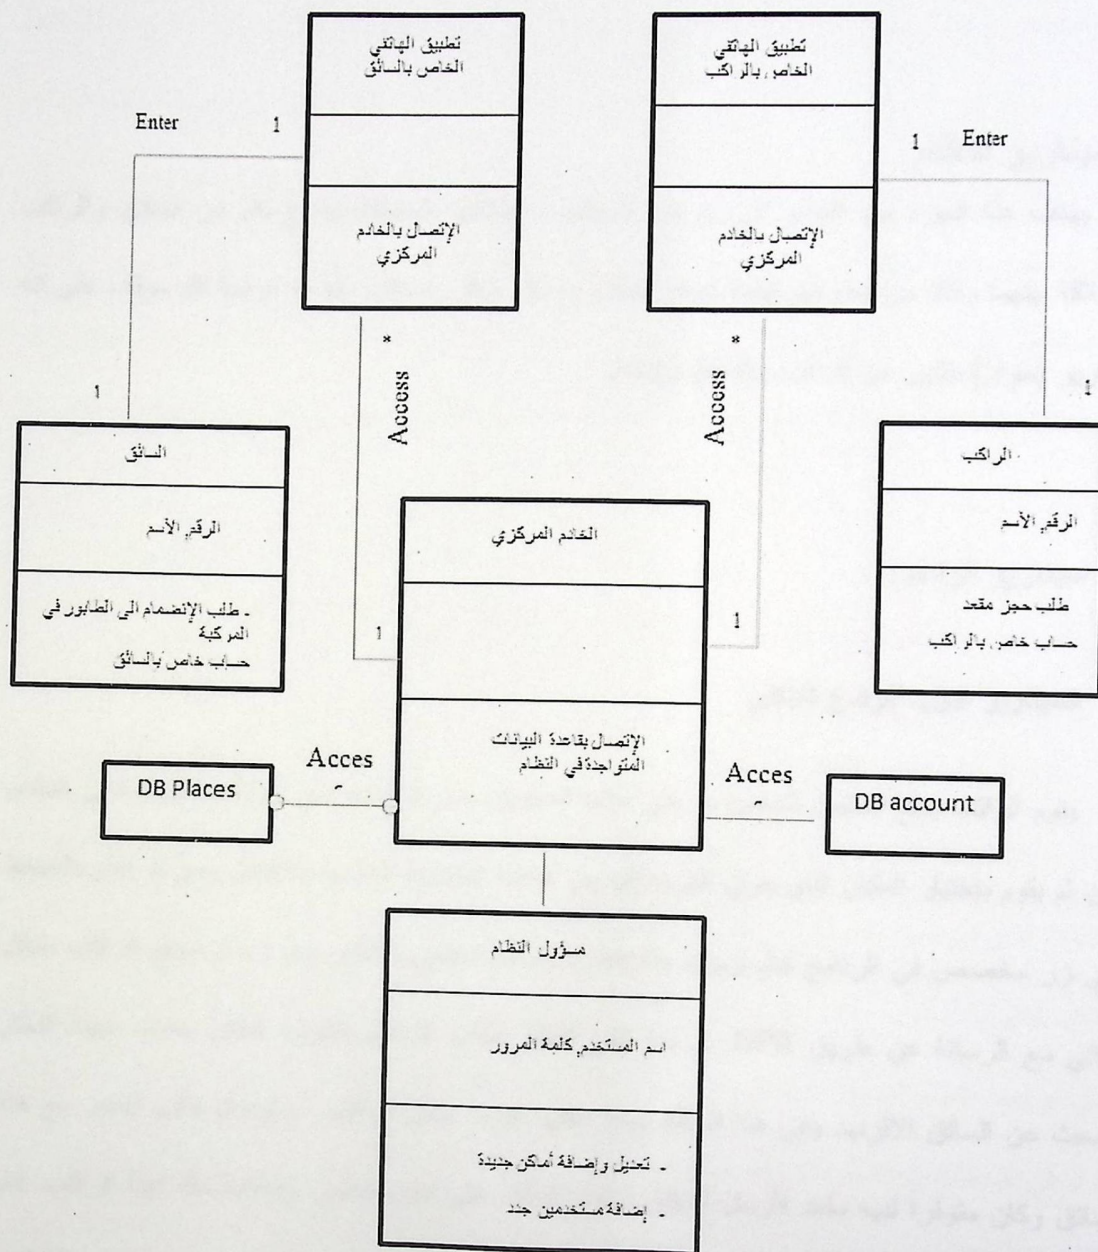 تطبيق الهاتفي
الخاص بالسائق
الإتصال بالخادم
المركزي
تطبيق الهاتفي
الخاص بالراكب
الإتصال بالخادم
المركزي
Enter
1
1
Enter
1
1
*
Access
*
Access
السائق
الرقم الأسم
- طلب الإنضمام الى الطابور في
المركبة
حساب خاص بالسائق
الراكب
الرقم الأسم
طلب حجز مقعد
حساب خاص بالراكب
الخادم المركزي
1
1
الإتصال بقاعدة البيانات
المتواجدة في النظام
DB Places
Acces
Acces
DB account
مسؤول النظام
اسم المستخدم كلمة المرور
- تعديل وإضافة أماكن جديدة
- إضافة مستخدمين جدد